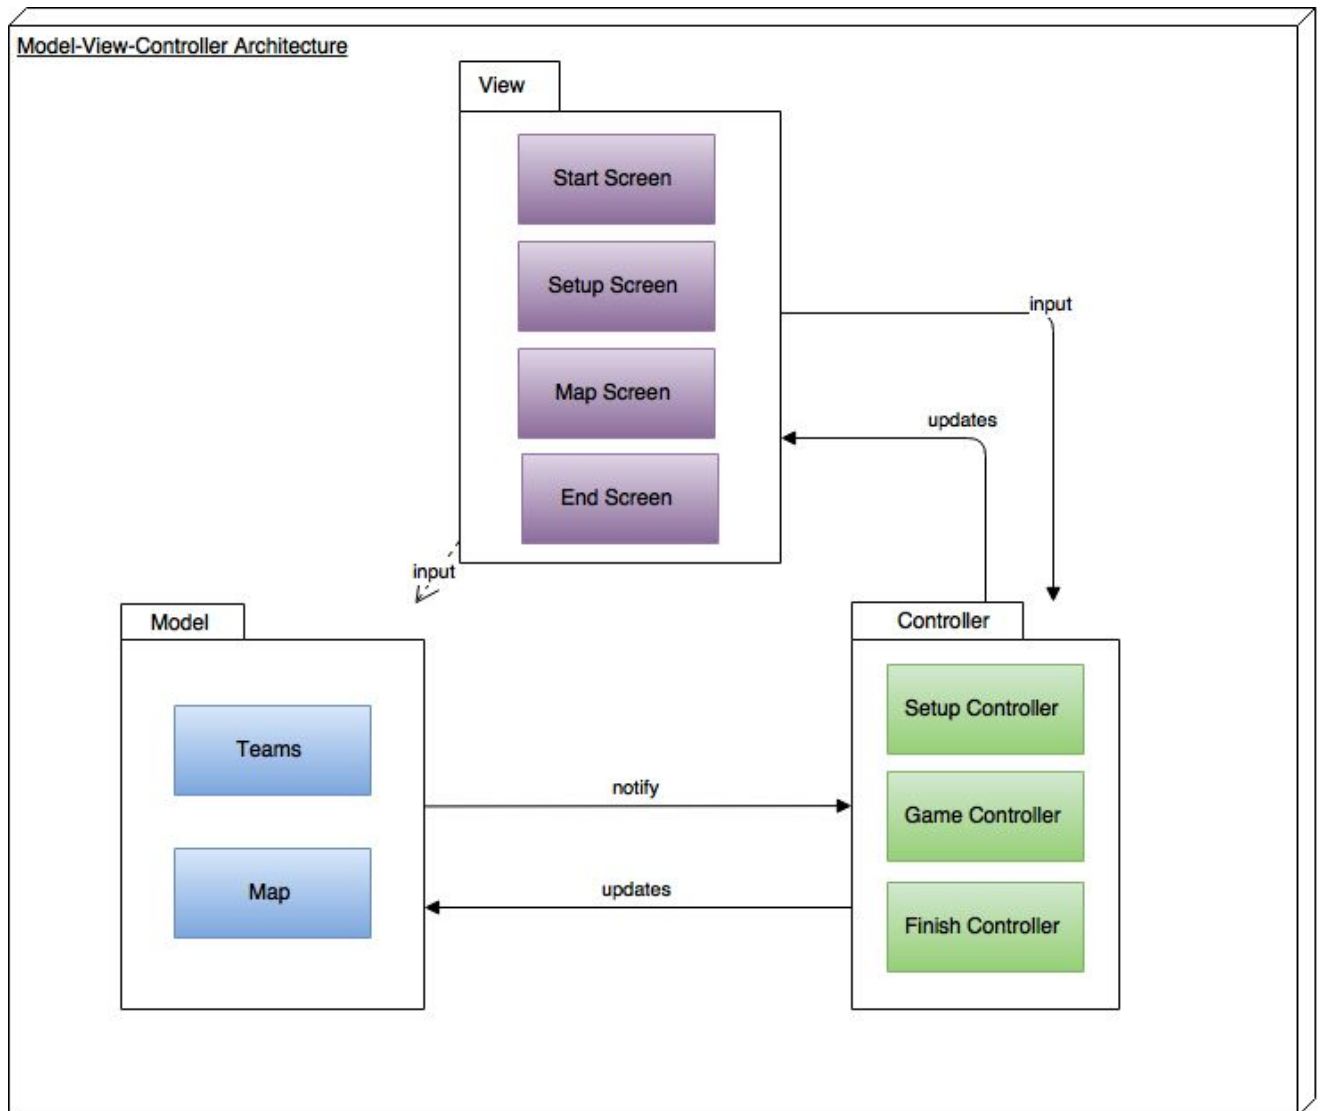 Model-View-Controller Architecture
View
Start Screen
Setup Screen
input
Map Screen
updates
End Screen
input
Model
Controller
Setup Controller
Teams
notify
Game Controller
Map
updates
Finish Controller